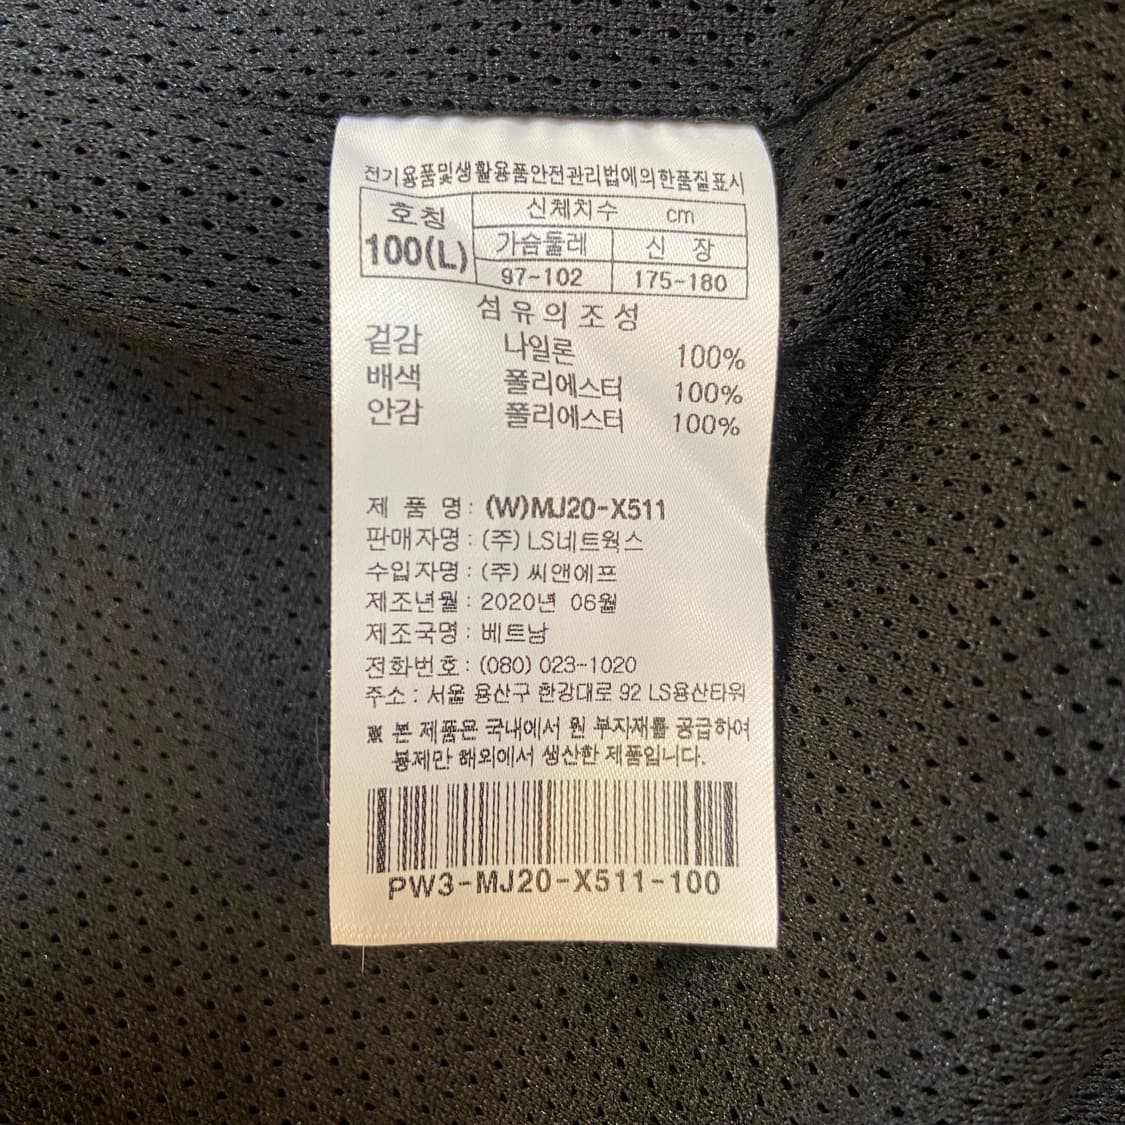 전기용품및생활용품안전관리법에의한품질표시
호칭 신체치수 cm
100(L) 가슴둘레 신 장
97-102 175-180
섬유의조성
겉감 나일론 100%
배색 폴리에스터 100%
안감 폴리에스터 100%
제 품 명 : (W)MJ20-X511
판매자명 : (주) LS네트웍스
수입자명 : (주) 씨앤에프
제조년월 : 2020년 06월
제조국명 : 베트남
전화번호 : (080) 023-1020
주소 : 서울 용산구 한강대로 92 LS용산타워
※ 본 제품은 국내에서 원 부자재를 공급하여
봉제만 해외에서 생산한 제품입니다.
PW3-MJ20-X511-100